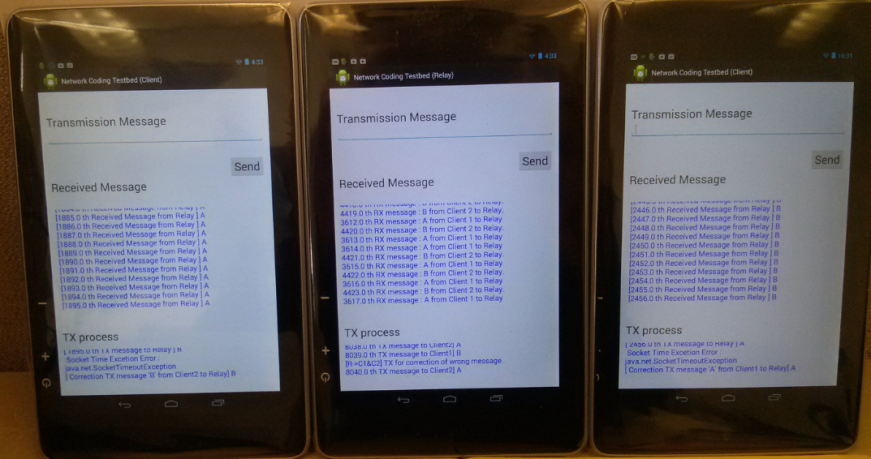 4:33
Network Coding Testbed (Client)
Transmission Message
Send
Received Message
[1885.0 th Received Message from Relay ] A
[1886.0 th Received Message from Relay ] A
[1887.0 th Received Message from Relay ] A
[1888.0 th Received Message from Relay ] A
[1889.0 th Received Message from Relay ] A
[1890.0 th Received Message from Relay ] A
[1891.0 th Received Message from Relay ] A
[1892.0 th Received Message from Relay ] A
[1893.0 th Received Message from Relay ] A
[1894.0 th Received Message from Relay ] A
[1895.0 th Received Message from Relay ] A
TX process
[ 1895.0 th TX message to Relay ] B
Socket Time Excetion Error :
java.net.SocketTimeoutException
[ Correction TX message 'B' from Client2 to Relay] B
4:33
Network Coding Testbed (Relay)
Transmission Message
Send
Received Message
4419.0 th RX message : B from Client 2 to Relay.
3612.0 th RX message : A from Client 1 to Relay
4420.0 th RX message : B from Client 2 to Relay.
3613.0 th RX message : A from Client 1 to Relay
3614.0 th RX message : A from Client 1 to Relay
4421.0 th RX message : B from Client 2 to Relay.
3615.0 th RX message : A from Client 1 to Relay
4422.0 th RX message : B from Client 2 to Relay.
3616.0 th RX message : A from Client 1 to Relay
4423.0 th RX message : B from Client 2 to Relay.
3617.0 th RX message : A from Client 1 to Relay
TX process
8038.0 th TX message to Client2] A
8039.0 th TX message to Client1] B
[R->C1&C2] TX for correction of wrong message
8040.0 th TX message to Client2] A
Network Coding Testbed (Client)
Transmission Message
Send
Received Message
[2446.0 th Received Message from Relay ] B
[2447.0 th Received Message from Relay ] B
[2448.0 th Received Message from Relay ] B
[2449.0 th Received Message from Relay ] B
[2450.0 th Received Message from Relay ] B
[2451.0 th Received Message from Relay ] B
[2452.0 th Received Message from Relay ] B
[2453.0 th Received Message from Relay ] B
[2454.0 th Received Message from Relay ] B
[2455.0 th Received Message from Relay ] B
[2456.0 th Received Message from Relay ] B
TX process
[ 2456.0 th TX message to Relay ] A
Socket Time Excetion Error :
java.net.SocketTimeoutException
[ Correction TX message 'A' from Client1 to Relay] A